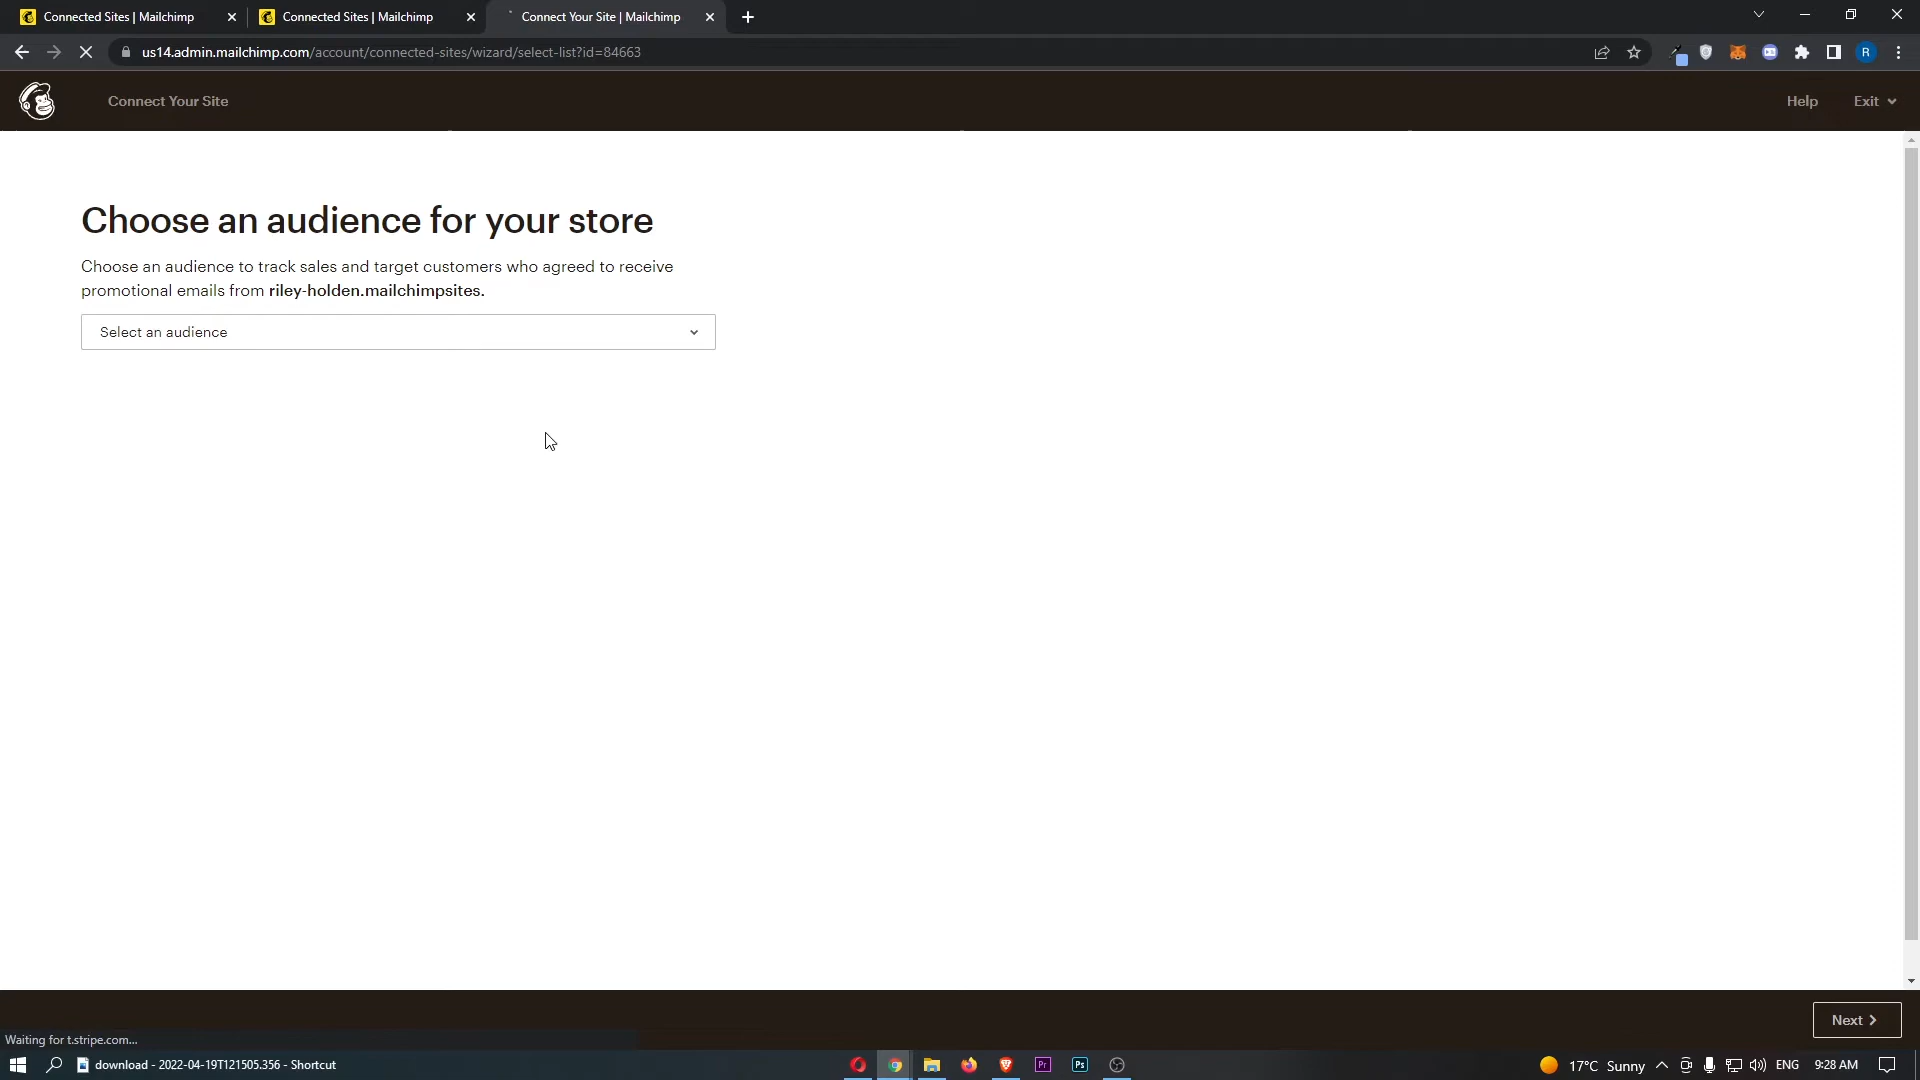 Connected Sites | Mailchimp
Connected Sites | Mailchimp
Connect Your Site | Mailchimp
us14.admin.mailchimp.com/account/connected-sites/wizard/select-list?id=84663
R
Connect Your Site
Help
Exit
Choose an audience for your store
Choose an audience to track sales and target customers who agreed to receive
promotional emails from riley-holden.mailchimpsites.
Select an audience
Next
Waiting for t.stripe.com...
download - 2022-04-19T121505.356 - Shortcut
Pr
Ps
17°C Sunny
ENG
9:28 AM